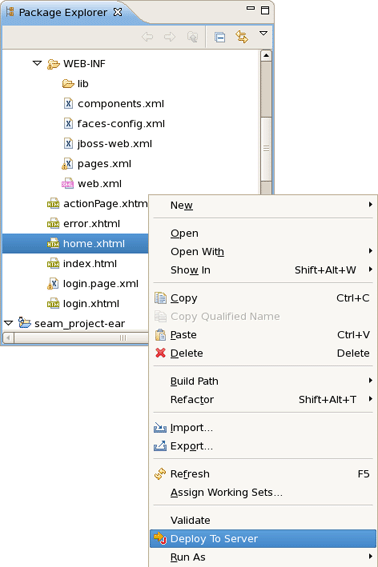 Package Explorer
WEB-INF
lib
components.xml
faces-config.xml
jboss-web.xml
pages.xml
web.xml
actionPage.xhtm
error.xhtml
home.xhtml
index.html
login.page.xml
login.xhtml
seam_project-ear
New
Open
Open With
Show In Shift+Alt+W
Copy Ctrl+C
Copy Qualified Name
Paste Ctrl+V
Delete Delete
Build Path
Refactor Shift+Alt+T
Import...
Export...
Refresh F5
Assign Working Sets...
Validate
Deploy To Server
Run As